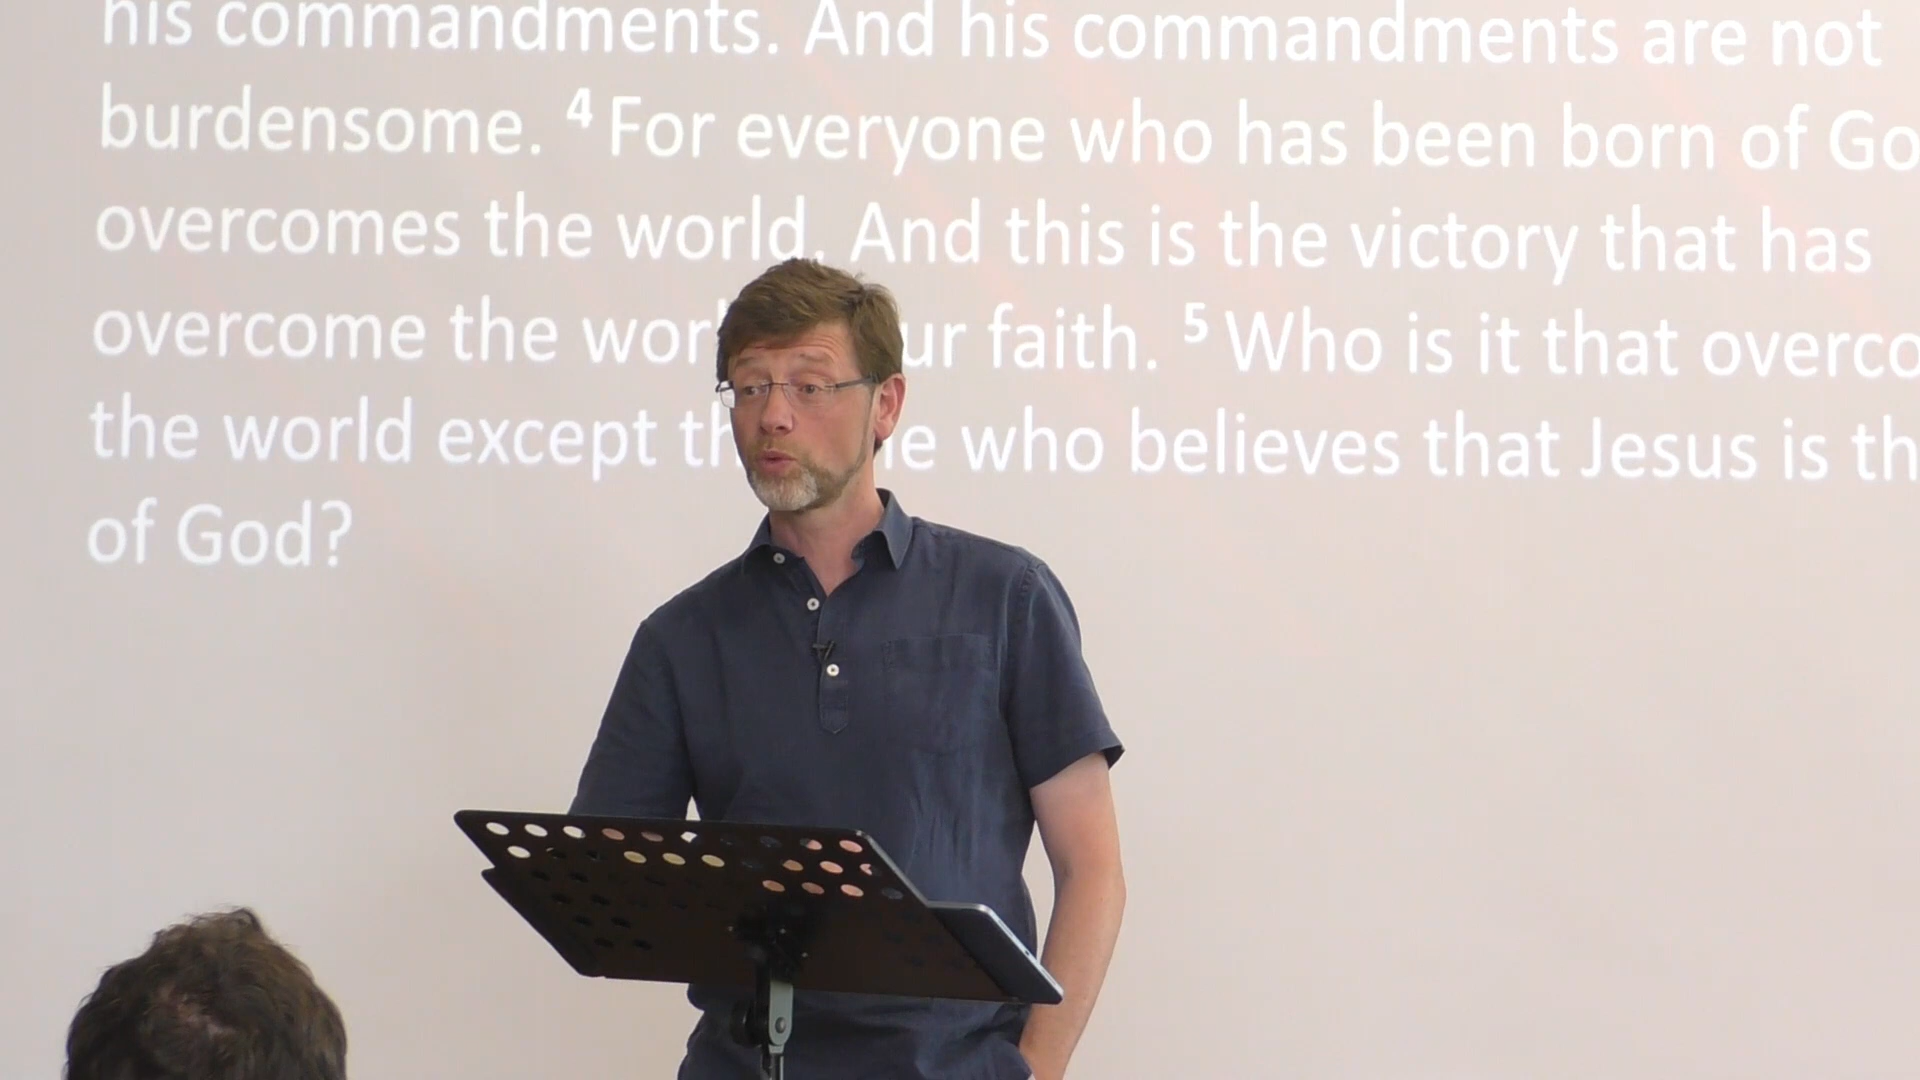 his commandments. And his commandments are not
burdensome. 4 For everyone who has been born of Go
overcomes the world. And this is the victory that has
overcome the wor ur faith. 5 Who is it that overco
the world except th e who believes that Jesus is th
of God?